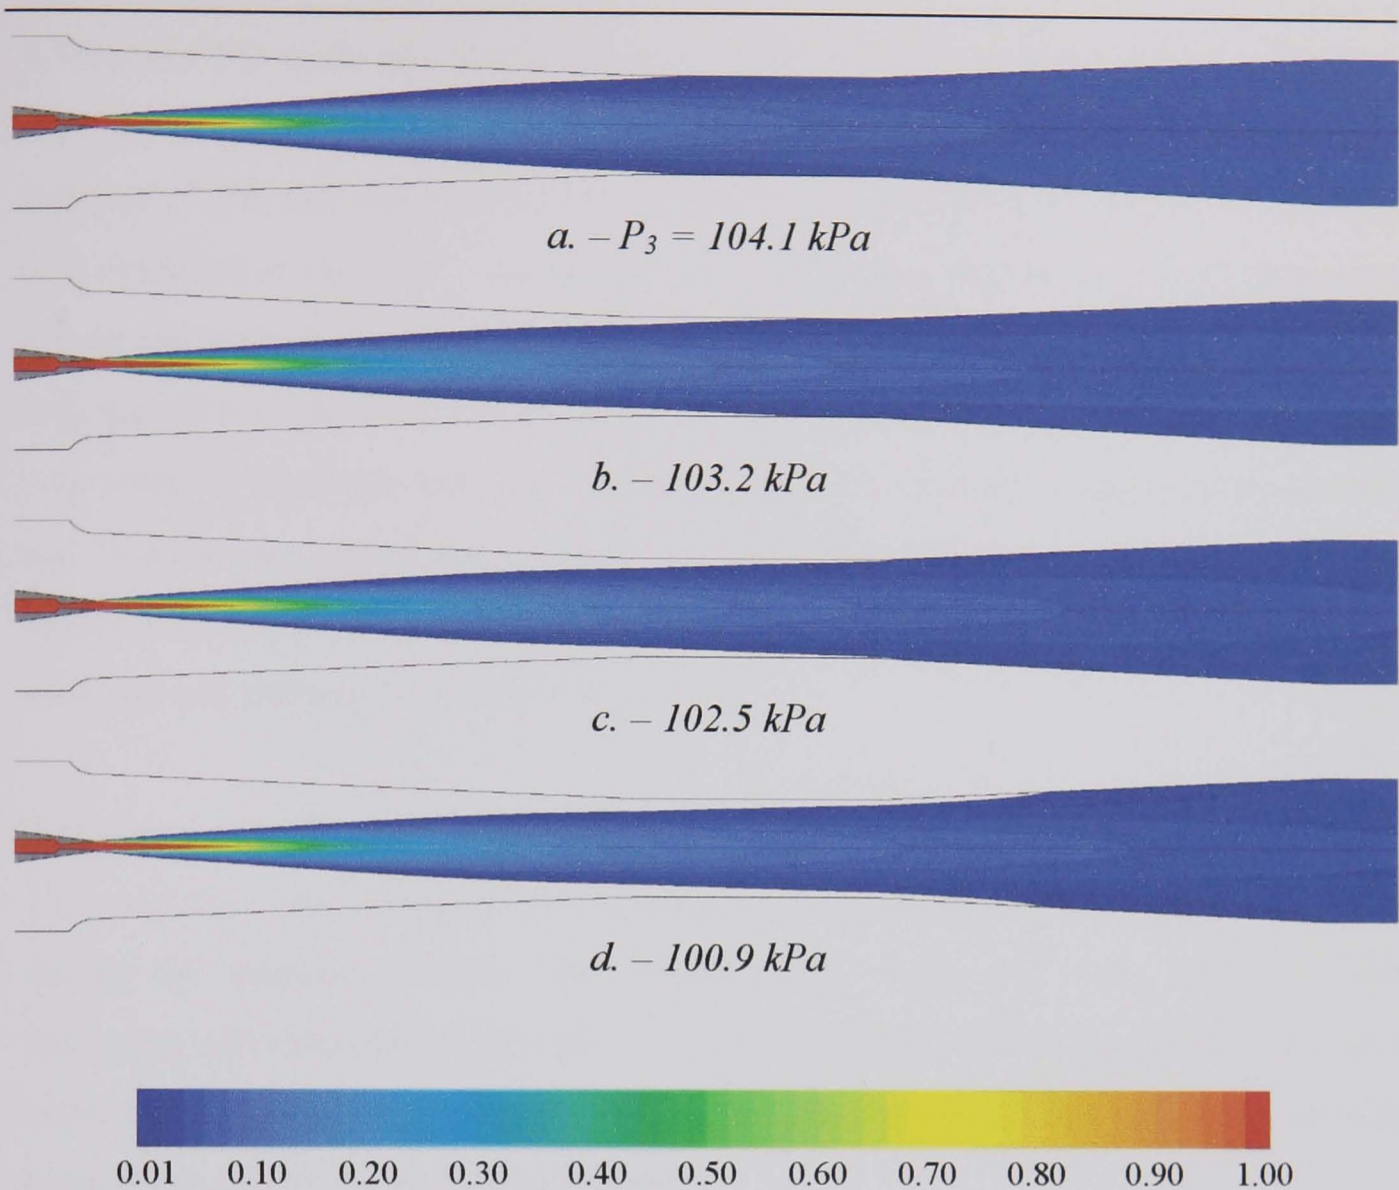 a. – P₃ = 104.1 kPa
b. – 103.2 kPa
c. – 102.5 kPa
d. – 100.9 kPa
0.01 0.10 0.20 0.30 0.40 0.50 0.60 0.70 0.80 0.90 1.00